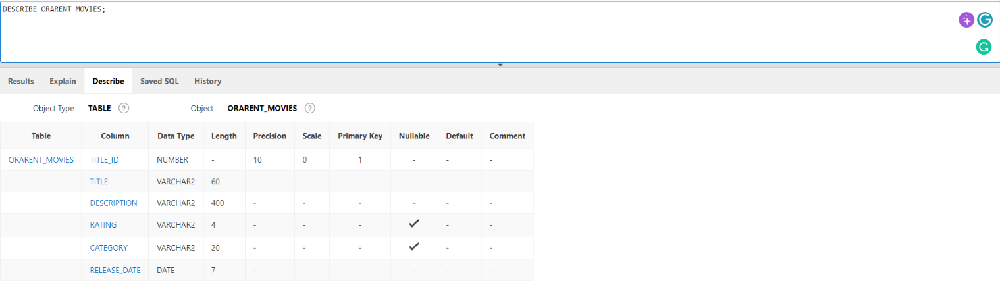 DESCRIBE ORARENT_MOVIES;
Results Explain Describe Saved SQL History
Object Type TABLE ? Object ORARENT_MOVIES ?
Table Column Data Type Length Precision Scale Primary Key Nullable Default Comment
ORARENT_MOVIES TITLE_ID NUMBER - 10 0 1 - - -
TITLE VARCHAR2 60 - - - - - -
DESCRIPTION VARCHAR2 400 - - - - - -
RATING VARCHAR2 4 - - - ✓ - -
CATEGORY VARCHAR2 20 - - - ✓ - -
RELEASE_DATE DATE 7 - - - - - -